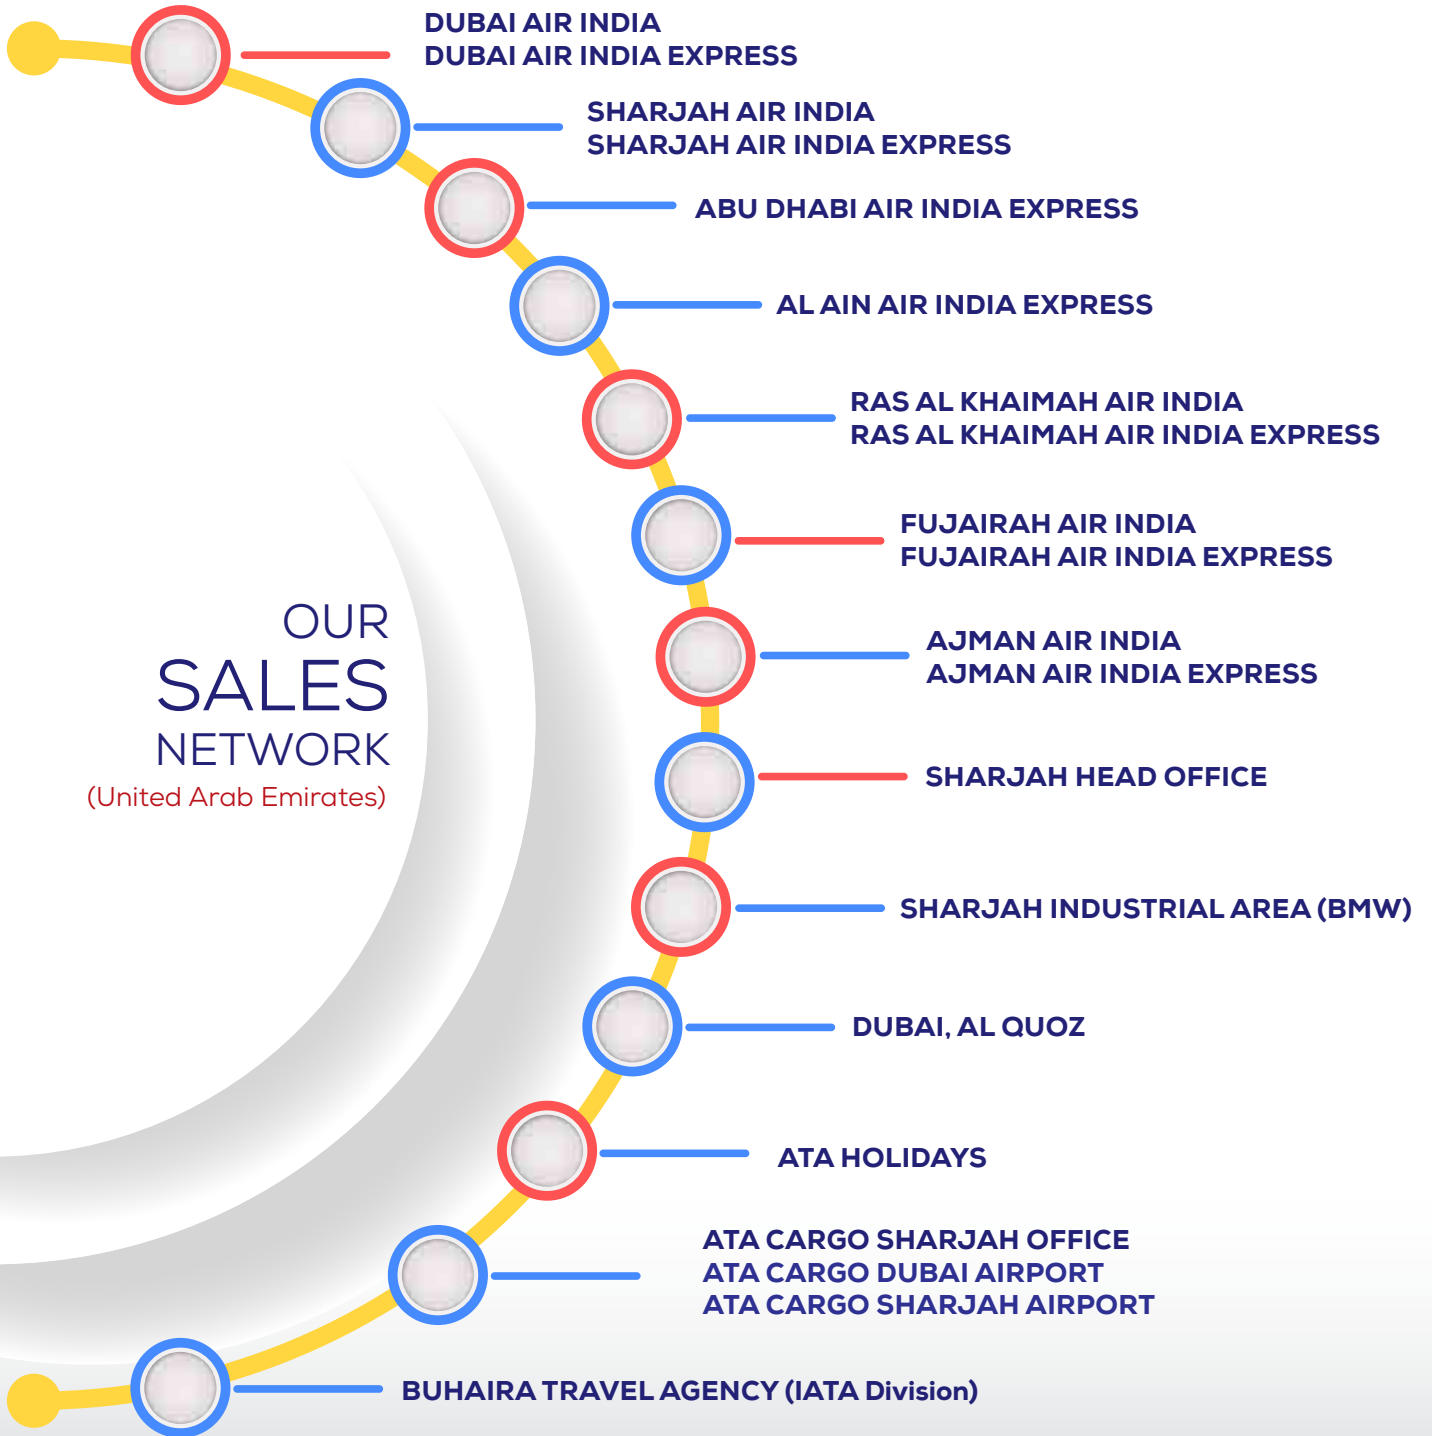 DUBAI AIR INDIA
DUBAI AIR INDIA EXPRESS
SHARJAH AIR INDIA
SHARJAH AIR INDIA EXPRESS
ABU DHABI AIR INDIA EXPRESS
AL AIN AIR INDIA EXPRESS
RAS AL KHAIMAH AIR INDIA
RAS AL KHAIMAH AIR INDIA EXPRESS
FUJAIRAH AIR INDIA
FUJAIRAH AIR INDIA EXPRESS
OUR
SALES
NETWORK
(United Arab Emirates)
AJMAN AIR INDIA
AJMAN AIR INDIA EXPRESS
SHARJAH HEAD OFFICE
SHARJAH INDUSTRIAL AREA (BMW)
DUBAI, AL QUOZ
ATA HOLIDAYS
ATA CARGO SHARJAH OFFICE
ATA CARGO DUBAI AIRPORT
ATA CARGO SHARJAH AIRPORT
BUHAIRA TRAVEL AGENCY (IATA Division)